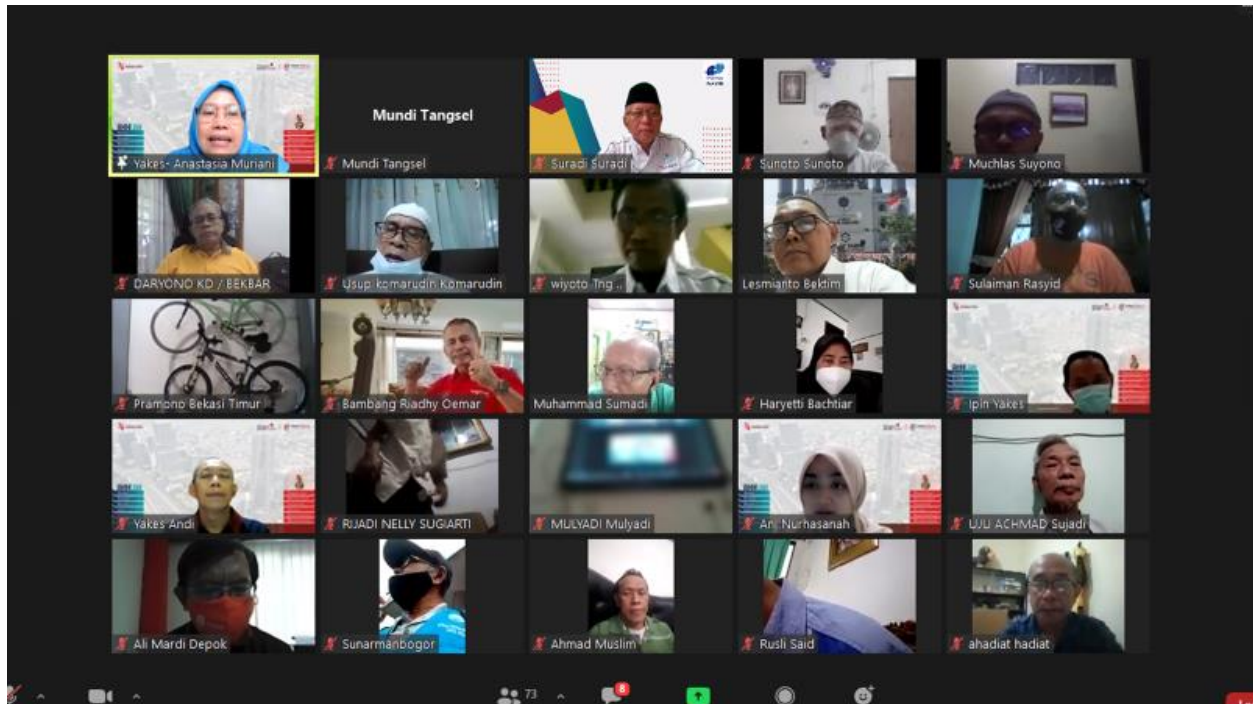 Yakes- Anastasia Muriani
Mundi Tangsel
Mundi Tangsel
Suradi Suradi
Sunoto Sunoto
Muchlas Suyono
DARYONO KD / BEKBAR
Usup komarudin Komarudin
wiyoto Tng ..
Lesmianto Bektim
Sulaiman Rasyid
Pramono Bekasi Timur
Bambang Riadhy Oemar
Muhammad Sumadi
Haryetti Bachtiar
Ipin Yakes
Yakes Andi
RIJADI NELLY SUGIARTI
MULYADI Mulyadi
Ani Nurhasanah
UJU ACHMAD Sujadi
Ali Mardi Depok
Sunarmanbogor
Ahmad Muslim
Rusli Said
ahadiat hadiat
73
8